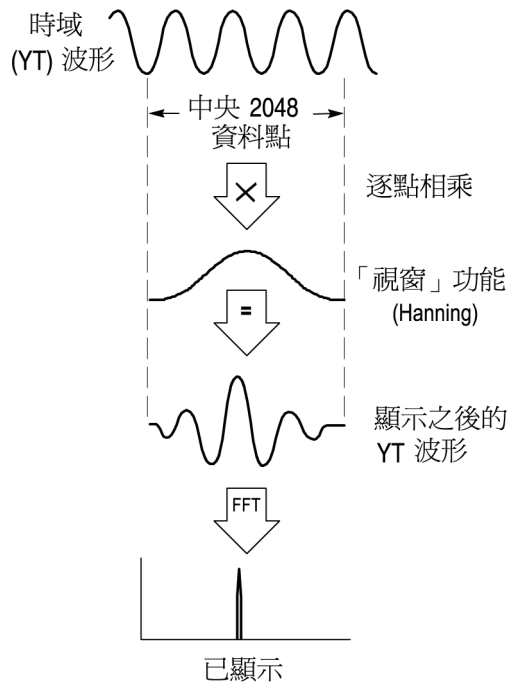 時域
(YT) 波形
中央 2048
資料點
×
逐點相乘
「視窗」功能
(Hanning)
=
顯示之後的
YT 波形
FFT
已顯示